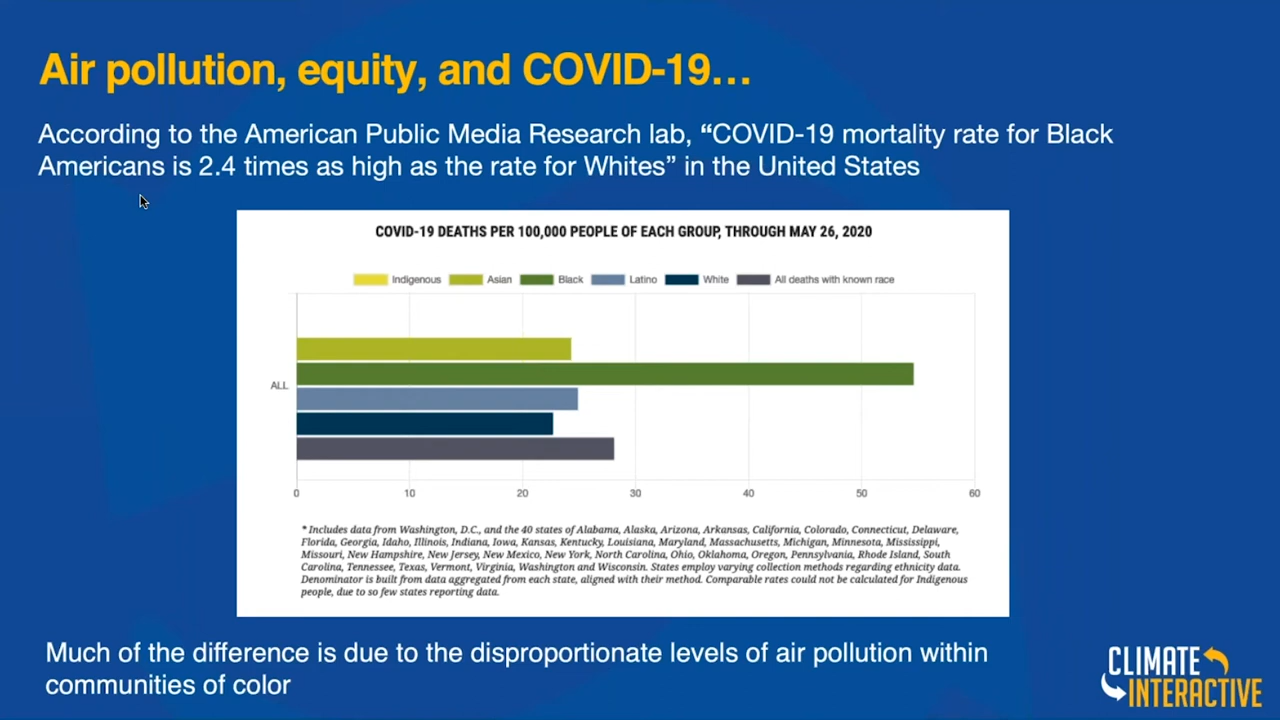 Air pollution, equity, and COVID-19…
According to the American Public Media Research lab, “COVID-19 mortality rate for Black
Americans is 2.4 times as high as the rate for Whites” in the United States
COVID-19 DEATHS PER 100,000 PEOPLE OF EACH GROUP, THROUGH MAY 26, 2020
Indigenous Asian Black Latino White All deaths with known race
ALL
0 10 20 30 40 50 60
* Includes data from Washington, D.C., and the 40 states of Alabama, Alaska, Arizona, Arkansas, California, Colorado, Connecticut, Delaware,
Florida, Georgia, Idaho, Illinois, Indiana, Iowa, Kansas, Kentucky, Louisiana, Maryland, Massachusetts, Michigan, Minnesota, Mississippi,
Missouri, New Hampshire, New Jersey, New Mexico, New York, North Carolina, Ohio, Oklahoma, Oregon, Pennsylvania, Rhode Island, South
Carolina, Tennessee, Texas, Vermont, Virginia, Washington and Wisconsin. States employ varying collection methods regarding ethnicity data.
Denominator is built from data aggregated from each state, aligned with their method. Comparable rates could not be calculated for Indigenous
people, due to so few states reporting data.
Much of the difference is due to the disproportionate levels of air pollution within
communities of color
CLIMATE
INTERACTIVE